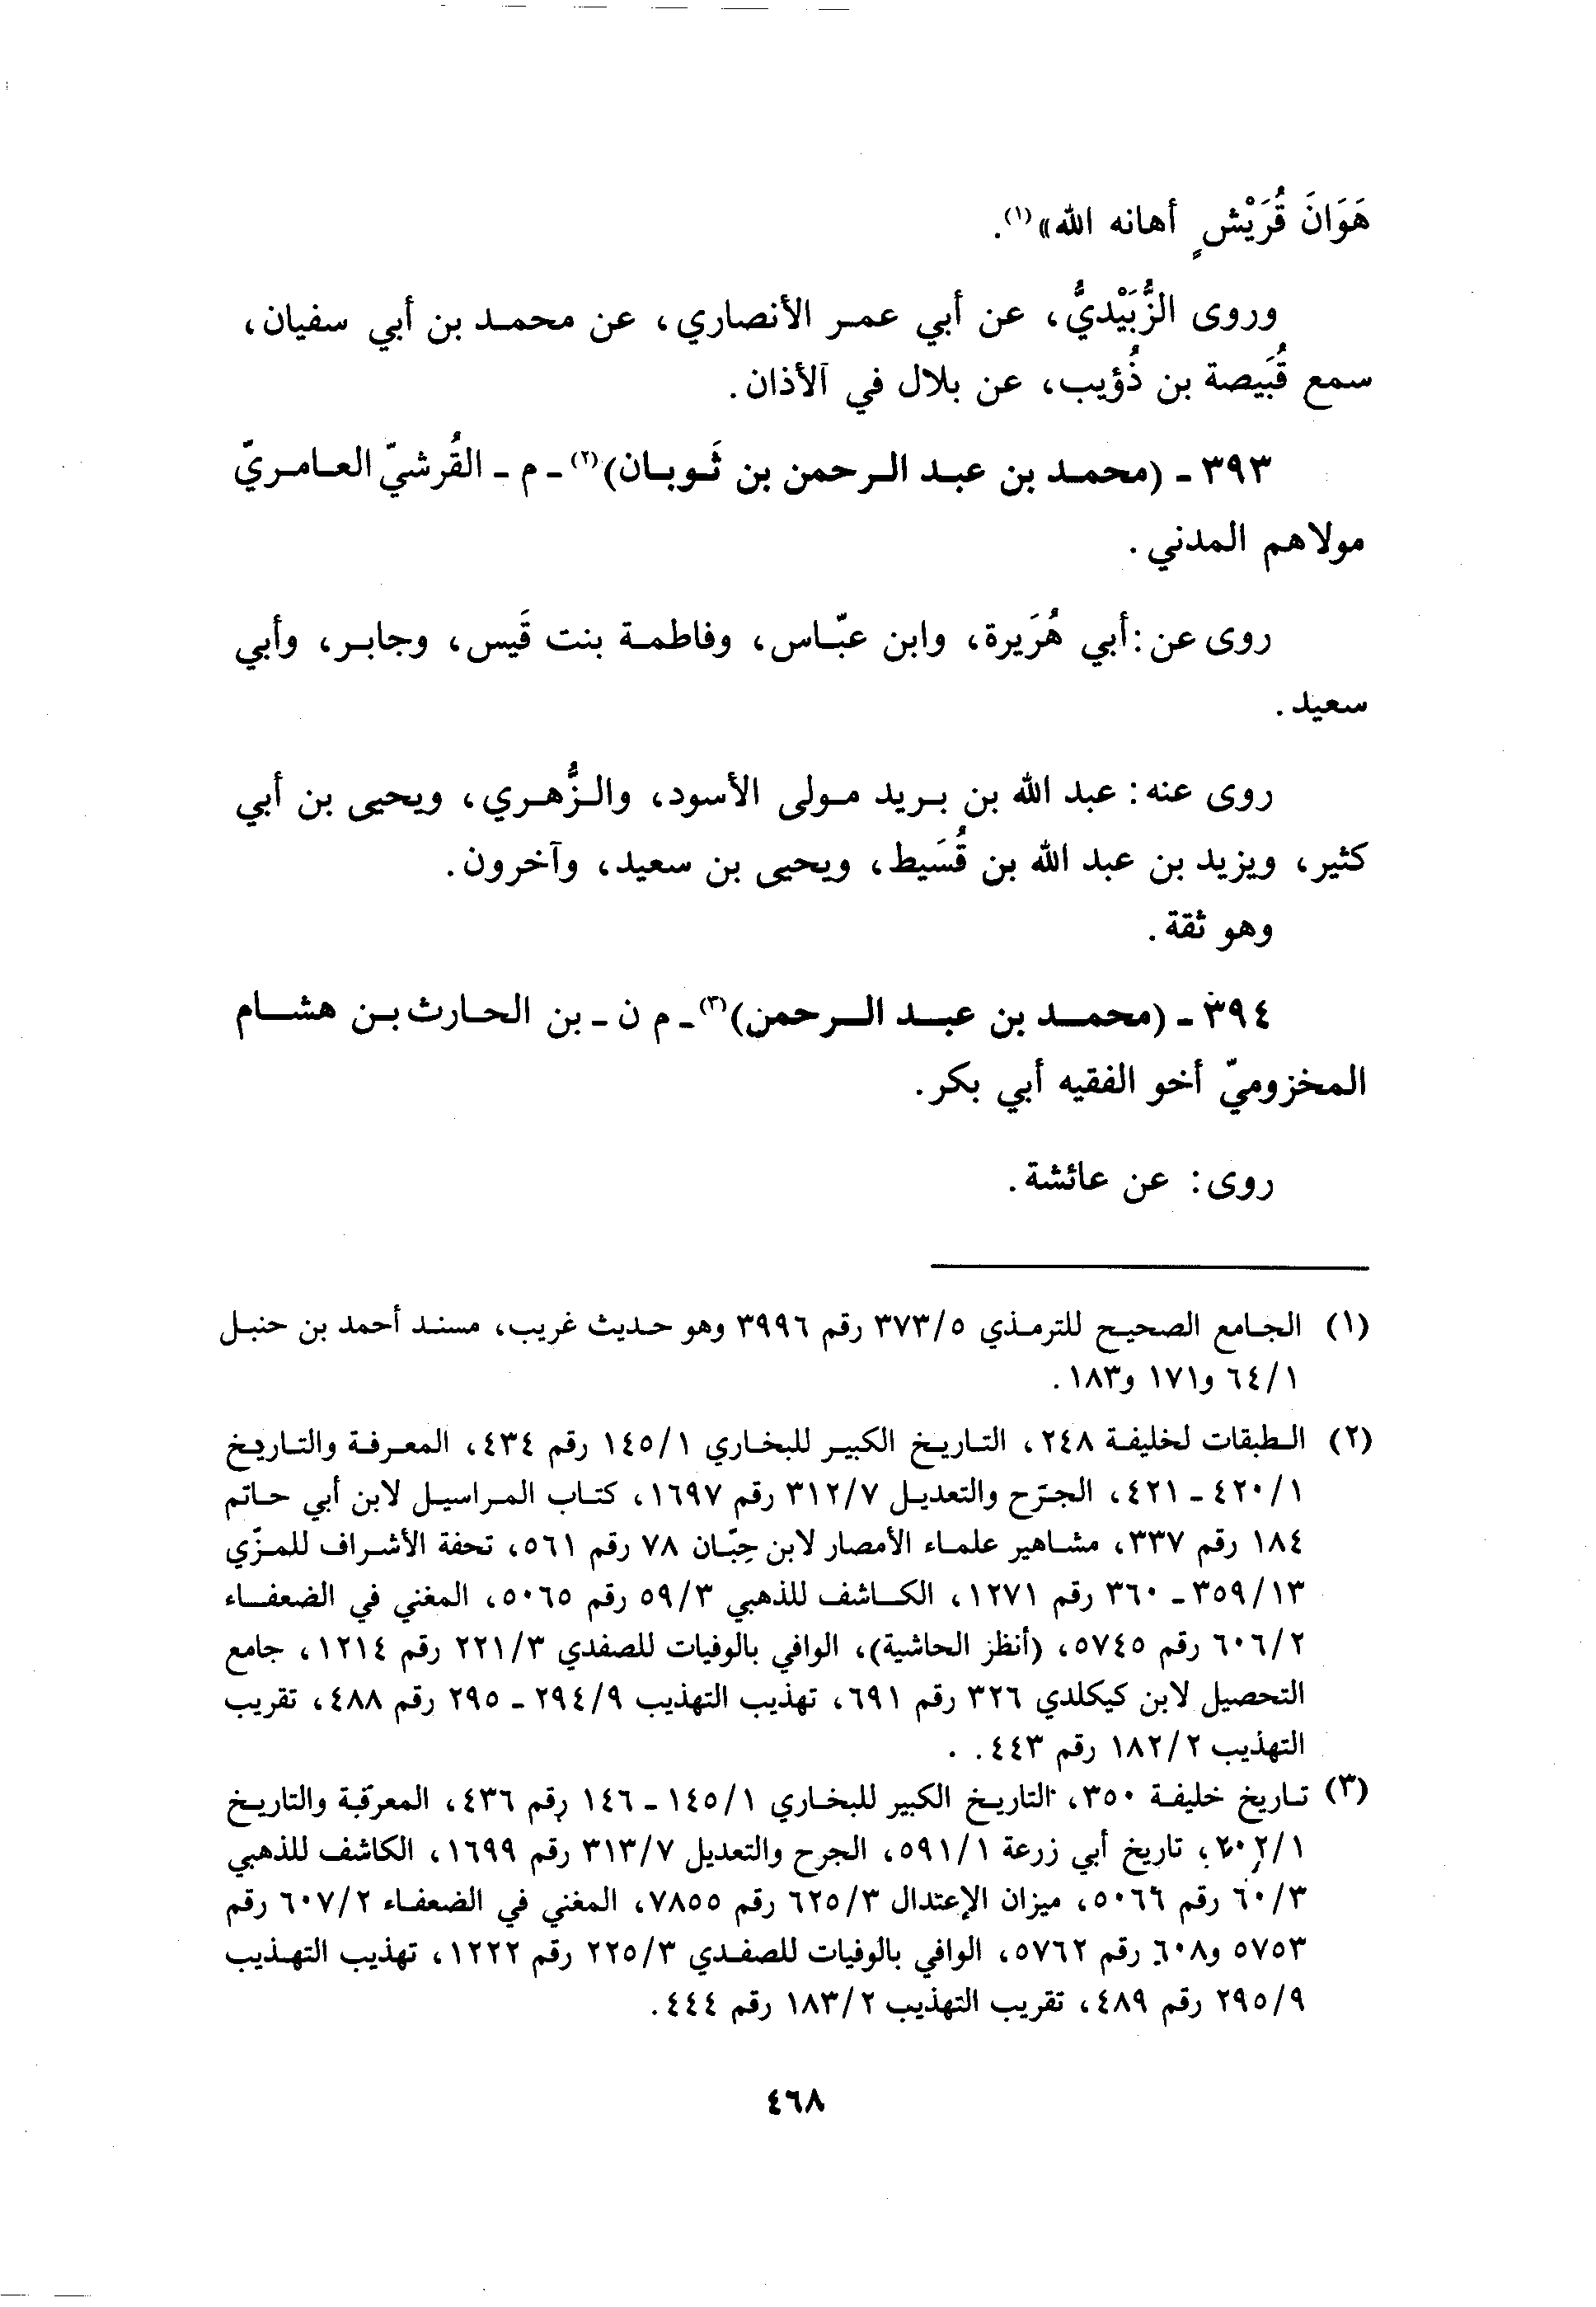 هَوَانَ قُرَيْشٍ أهانه الله»(١).
وروى الزُّبَيْديُّ، عن أبي عمر الأنصاري، عن محمد بن أبي سفيان،
سمع قُبَيصة بن ذُؤيب، عن بلال في الأذان.
٣٩٣ - (محمد بن عبد الرحمن بن ثَوبان)(٢) - م - القُرشيّ العامريّ
مولاهم المدني.
روى عن: أبي هُرَيرة، وابن عبّاس، وفاطمة بنت قَيس، وجابر، وأبي
سعيد.
روى عنه: عبد الله بن بريد مولى الأسود، والزُّهري، ويحيى بن أبي
كثير، ويزيد بن عبد الله بن قُسَيط، ويحيى بن سعيد، وآخرون.
وهو ثقة.
٣٩٤ - (محمد بن عبد الرحمن)(٣) - م ن - بن الحارث بن هشام
المخزوميّ أخو الفقيه أبي بكر.
روى: عن عائشة.
(١) الجامع الصحيح للترمذي ٣٧٣/٥ رقم ٣٩٩٦ وهو حديث غريب، مسند أحمد بن حنبل
٦٤/١ و١٧١ و١٨٣.
(٢) الطبقات لخليفة ٢٤٨، التاريخ الكبير للبخاري ١٤٥/١ رقم ٤٣٤، المعرفة والتاريخ
٤٢٠/١ - ٤٢١، الجرح والتعديل ٣١٢/٧ رقم ١٦٩٧، كتاب المراسيل لابن أبي حاتم
١٨٤ رقم ٣٣٧، مشاهير علماء الأمصار لابن حِبّان ٧٨ رقم ٥٦١، تحفة الأشراف للمزّي
٣٥٩/١٣ - ٣٦٠ رقم ١٢٧١، الكاشف للذهبي ٥٩/٣ رقم ٥٠٦٥، المغني في الضعفاء
٦٠٦/٢ رقم ٥٧٤٥، (أنظر الحاشية)، الوافي بالوفيات للصفدي ٢٢١/٣ رقم ١٢١٤، جامع
التحصيل لابن كيكلدي ٣٢٦ رقم ٦٩١، تهذيب التهذيب ٢٩٤/٩ - ٢٩٥ رقم ٤٨٨، تقريب
التهذيب ١٨٢/٢ رقم ٤٤٣.
(٣) تاريخ خليفة ٣٥٠، التاريخ الكبير للبخاري ١٤٥/١ - ١٤٦ رقم ٤٣٦، المعرفة والتاريخ
تاريخ أبي زرعة ٥٩١/١، الجرح والتعديل ٣١٣/٧ رقم ١٦٩٩، الكاشف للذهبي
٦٠/٣ رقم ٥٠٦٦، ميزان الإعتدال ٦٢٥/٣ رقم ٧٨٥٥، المغني في الضعفاء ٦٠٧/٢ رقم
٥٧٥٣ و٦٠٨ رقم ٥٧٦٢، الوافي بالوفيات للصفدي ٢٢٥/٣ رقم ١٢٢٢، تهذيب التهذيب
٢٩٥/٩ رقم ٤٨٩، تقريب التهذيب ١٨٣/٢ رقم ٤٤٤.
٤٦٨